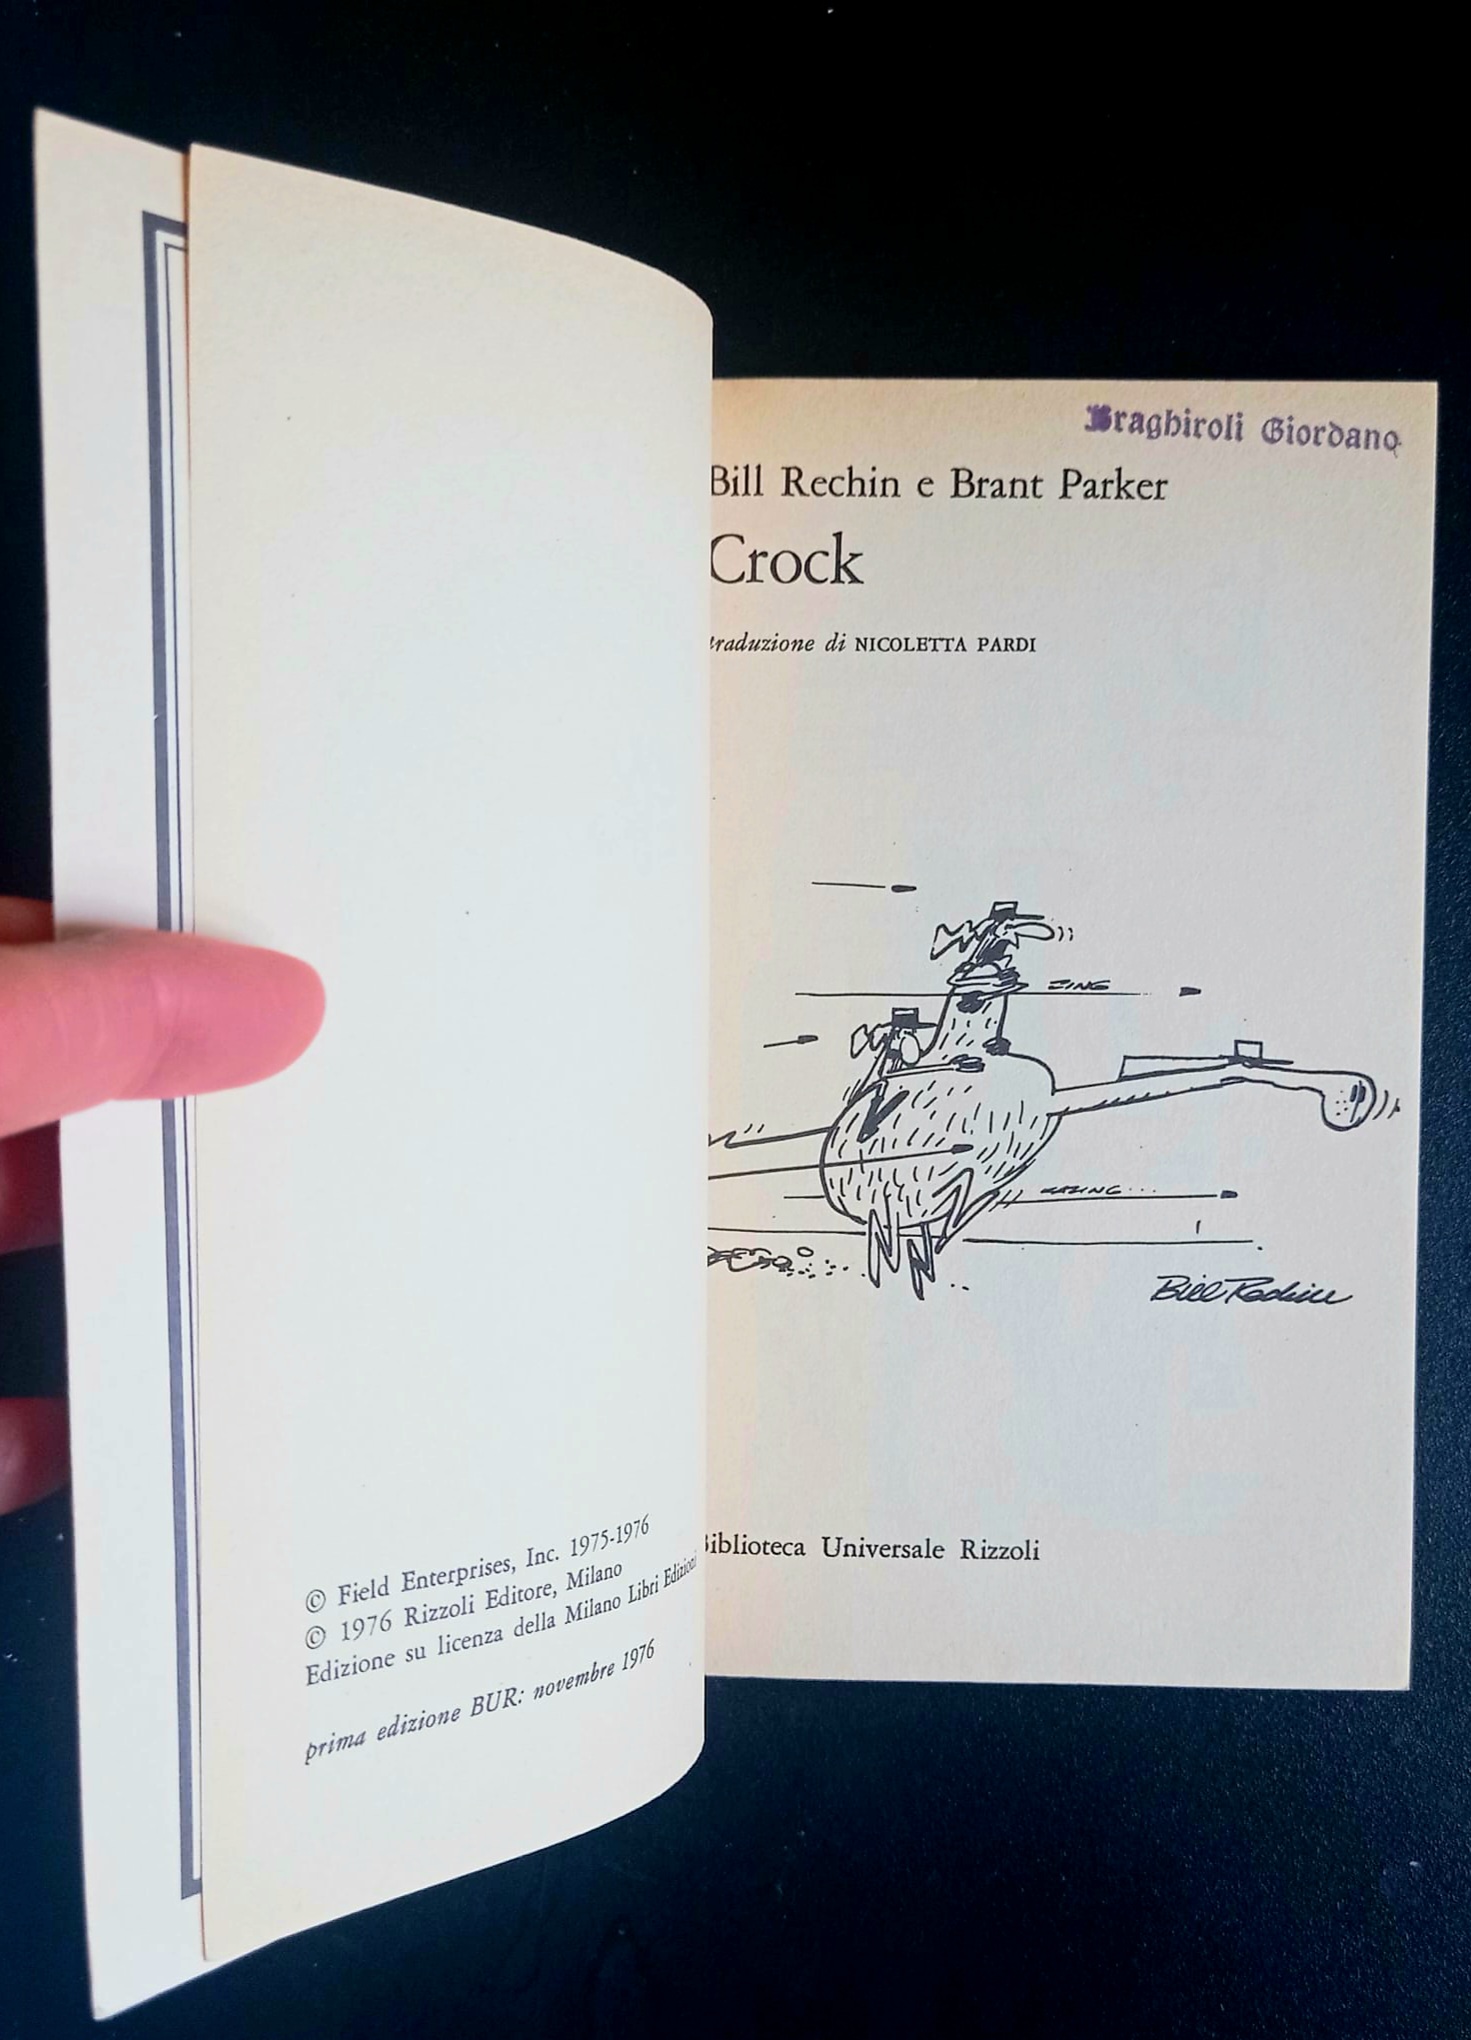 © Field Enterprises, Inc. 1975-1976
© 1976 Rizzoli Editore, Milano
Edizione su licenza della Milano Libri Edizioni
prima edizione BUR: novembre 1976
Braghiroli Giordano
Bill Rechin e Brant Parker
Crock
traduzione di NICOLETTA PARDI
ZING
Bill Rechin
Biblioteca Universale Rizzoli